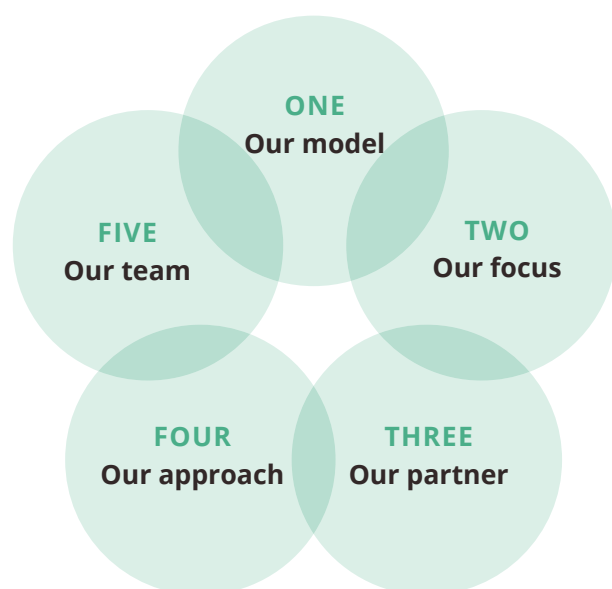 ONE
Our model
TWO
Our focus
THREE
Our partner
FOUR
Our approach
FIVE
Our team